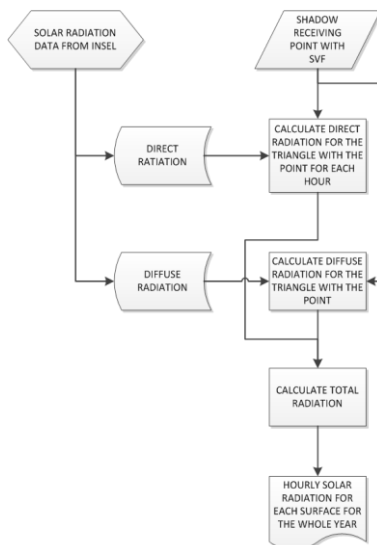 SOLAR RADIATION
DATA FROM INSEL
SHADOW
RECEIVING
POINT WITH
SVF
DIRECT
RATIATION
CALCULATE DIRECT
RADIATION FOR THE
TRIANGLE WITH THE
POINT FOR EACH
HOUR
DIFFUSE
RADIATION
CALCULATE DIFFUSE
RADIATION FOR THE
TRIANGLE WITH THE
POINT
CALCULATE TOTAL
RADIATION
HOURLY SOLAR
RADIATION FOR
EACH SURFACE FOR
THE WHOLE YEAR